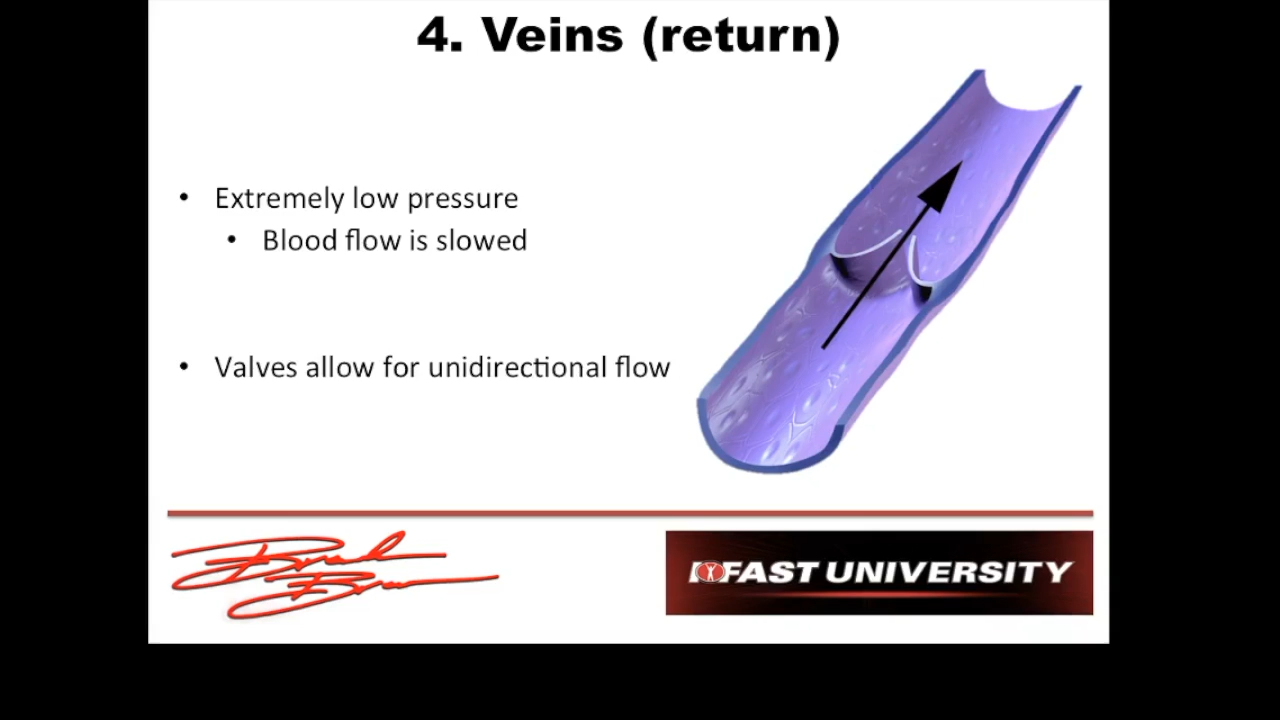 4. Veins (return)
• Extremely low pressure
• Blood flow is slowed
• Valves allow for unidirectional flow
FAST UNIVERSITY